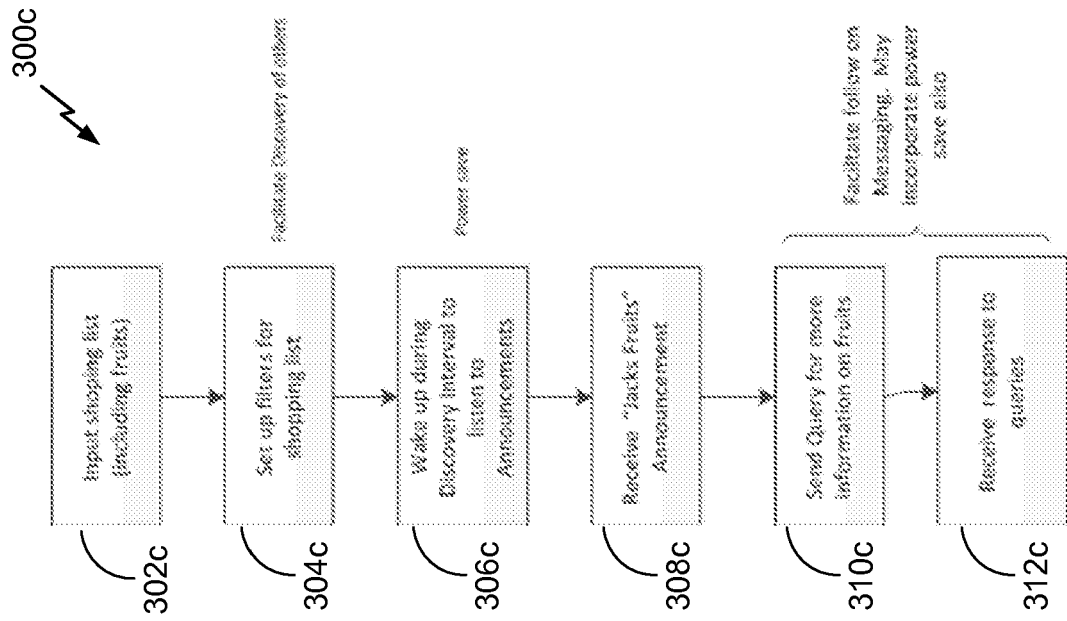 300c
Input shopping list
(including fruits)
302c
Set up filters for
shopping list
304c
Facilitate Discovery of others
Wake up during
Discovery interval to
listen to
Announcements
306c
Power save
Receive "Jacks Fruits"
Announcement
308c
Send Query for more
information on fruits
310c
Receive response to
queries
312c
Facilitate follow on
Messaging. May
incorporate power
save also